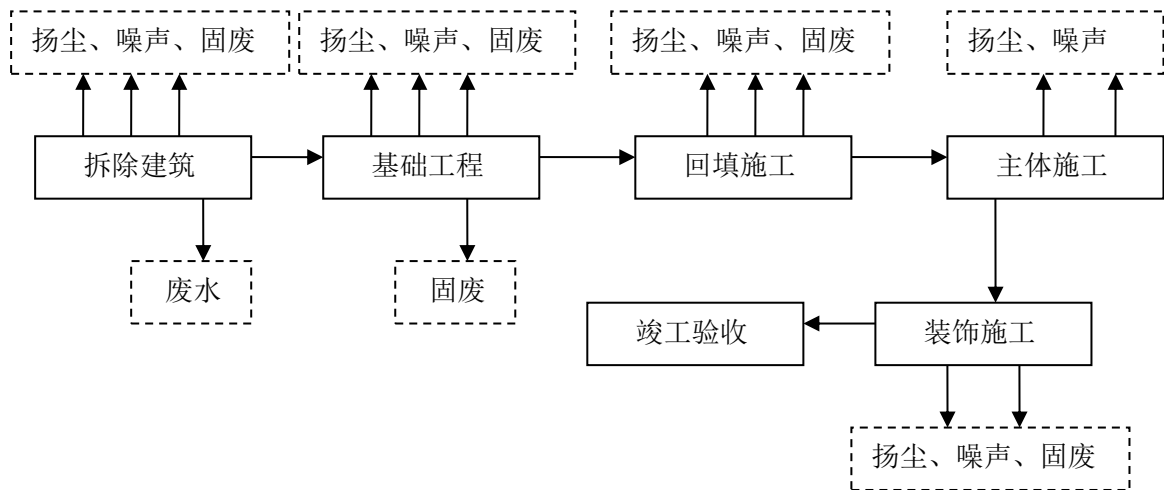 扬尘、噪声、固废
扬尘、噪声、固废
扬尘、噪声、固废
扬尘、噪声
拆除建筑
基础工程
回填施工
主体施工
废水
固废
竣工验收
装饰施工
扬尘、噪声、固废